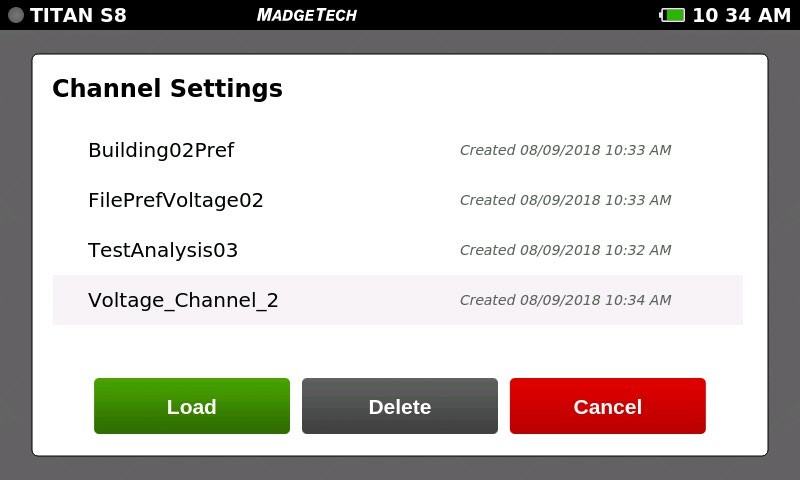 TITAN S8 MADGETECH 10 34 AM
Channel Settings
Building02Pref Created 08/09/2018 10:33 AM
FilePrefVoltage02 Created 08/09/2018 10:33 AM
TestAnalysis03 Created 08/09/2018 10:32 AM
Voltage_Channel_2 Created 08/09/2018 10:34 AM
Load Delete Cancel